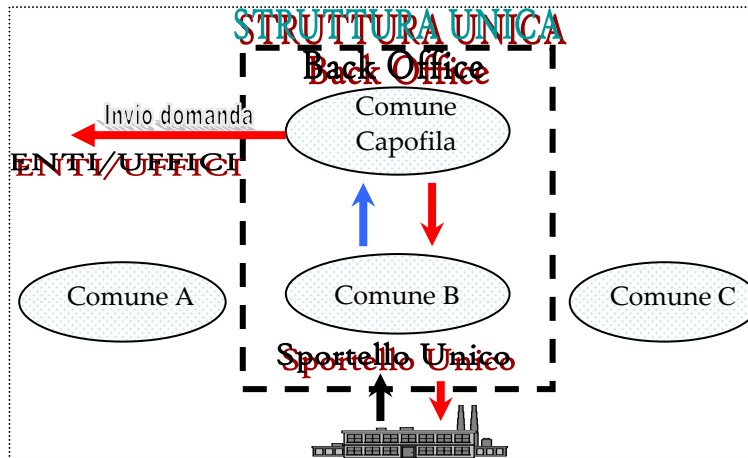 STRUTTURA UNICA
Back Office
Comune
Capofila
Invio domanda
ENTI/UFFICI
Comune A
Comune B
Comune C
Sportello Unico